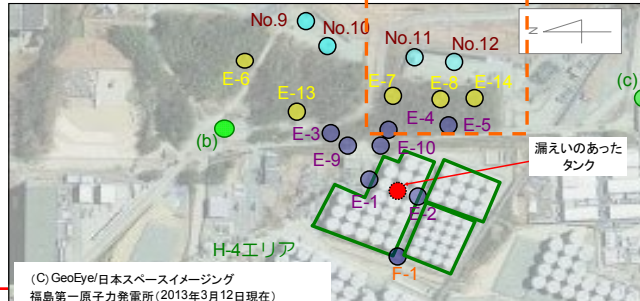 No.9
No.10
No.11
No.12
N
(c)
E-6
E-7
E-8
E-14
E-13
(b)
E-3
E-4
E-5
E-9
E-10
漏えいのあった
タンク
E-1
E-2
H-4エリア
F-1
(C)GeoEye/日本スペースイメージング
福島第一原子力発電所(2013年3月12日現在)